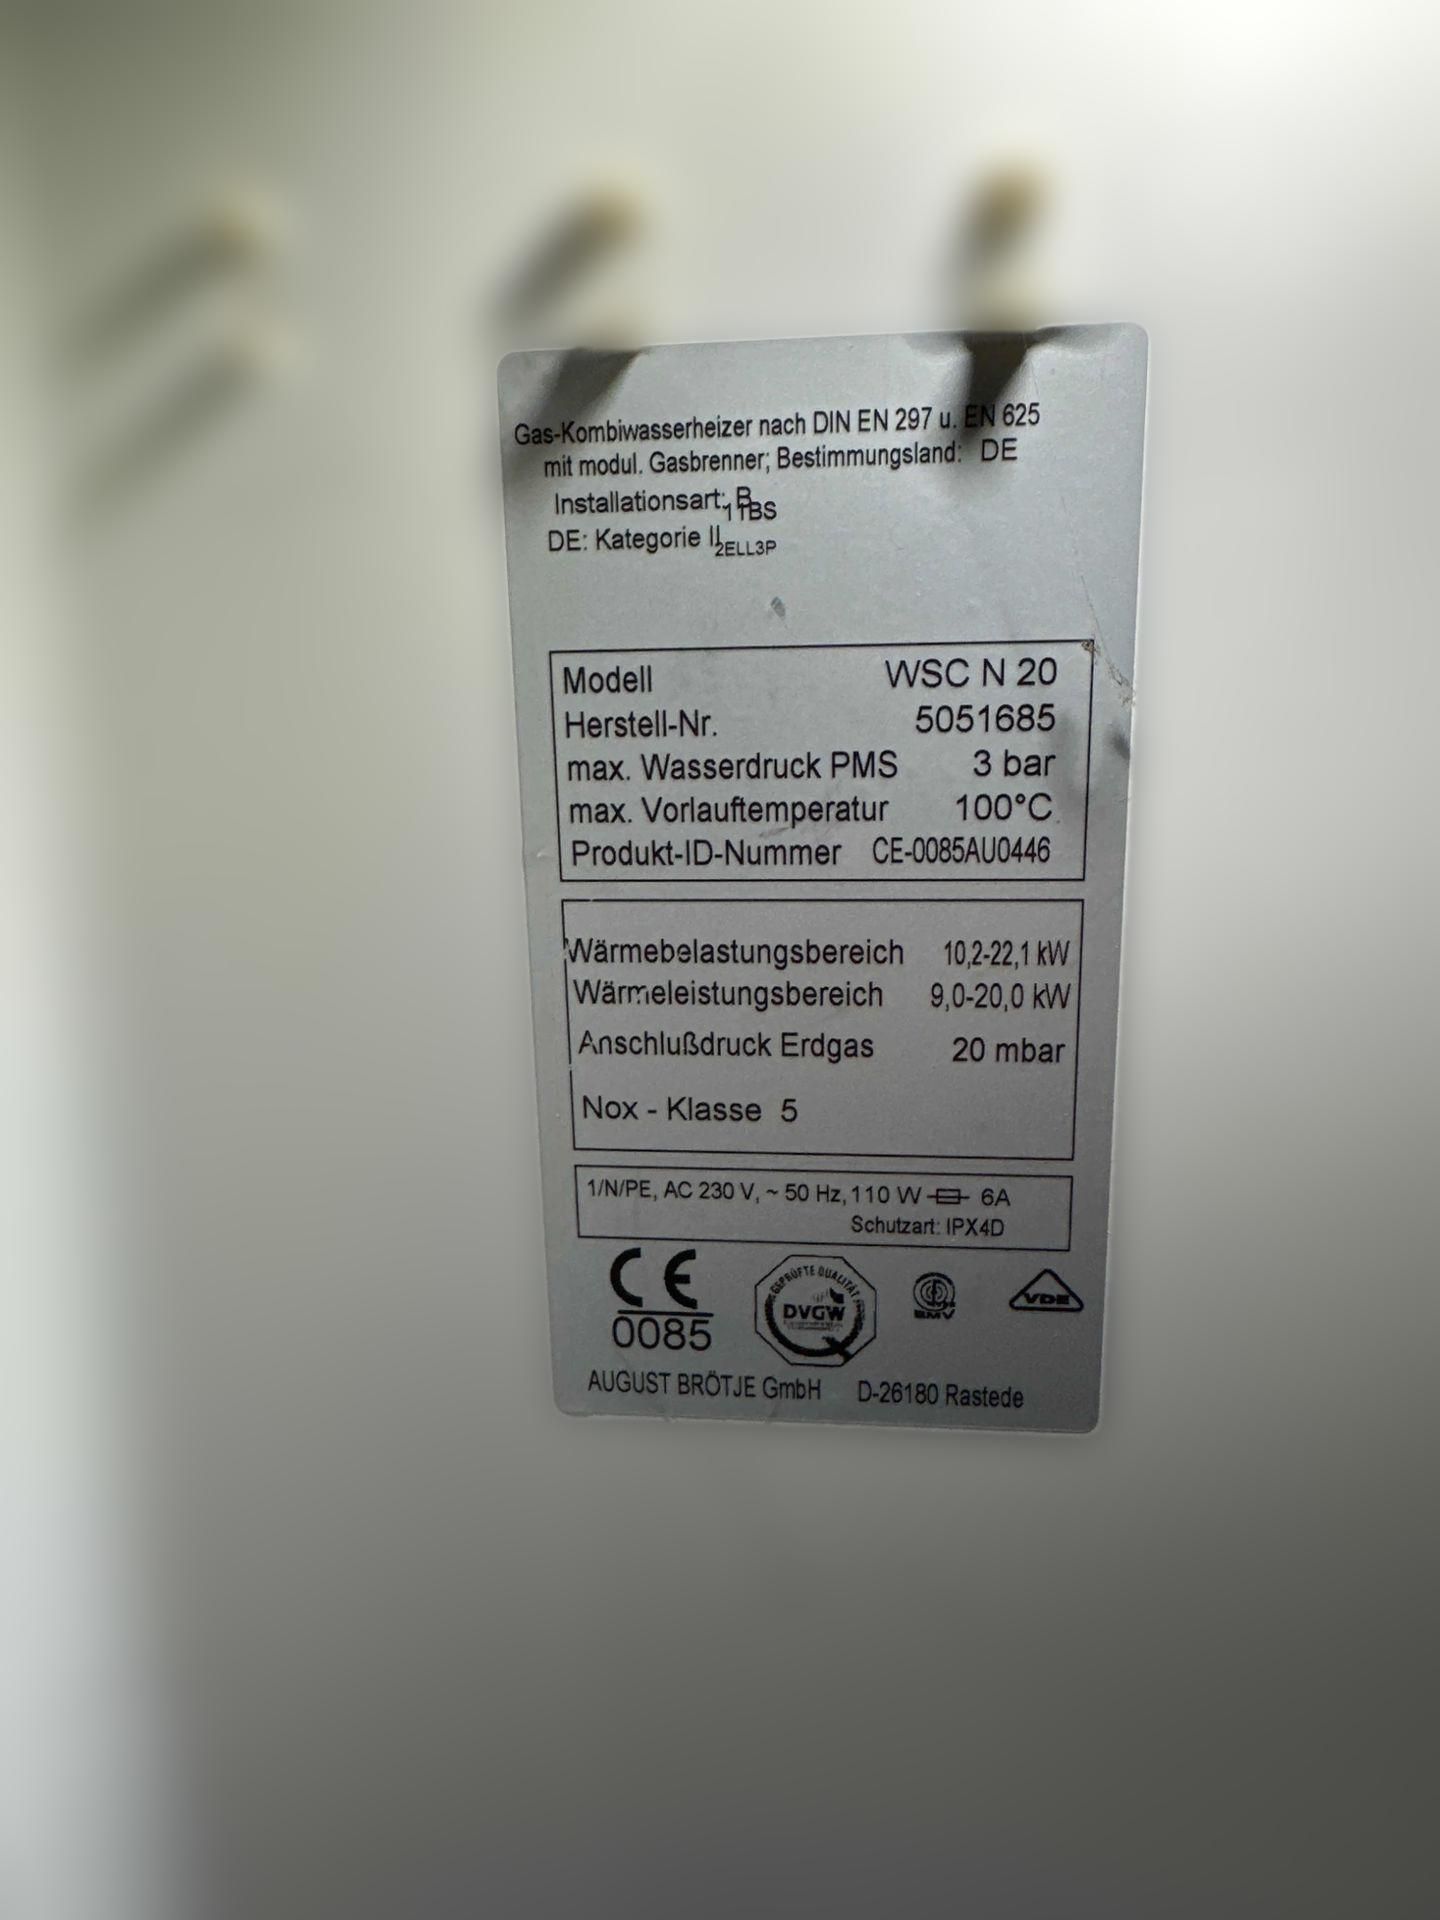 Gas-Kombiwasserheizer nach DIN EN 297 u. EN 625
mit modul. Gasbrenner; Bestimmungsland: DE
Installationsart: B11BS
DE: Kategorie II2ELL3P
Modell WSC N 20
Herstell-Nr. 5051685
max. Wasserdruck PMS 3 bar
max. Vorlauftemperatur 100°C
Produkt-ID-Nummer CE-0085AU0446
Wärmebelastungsbereich 10,2-22,1 kW
Wärmeleistungsbereich 9,0-20,0 kW
Anschlußdruck Erdgas 20 mbar
Nox - Klasse 5
1/N/PE, AC 230 V, ~ 50 Hz, 110 W 6A
Schutzart: IPX4D
CE
0085
GEPRÜFTE QUALITÄT
DVGW
EMV
VDE
AUGUST BRÖTJE GmbH D-26180 Rastede